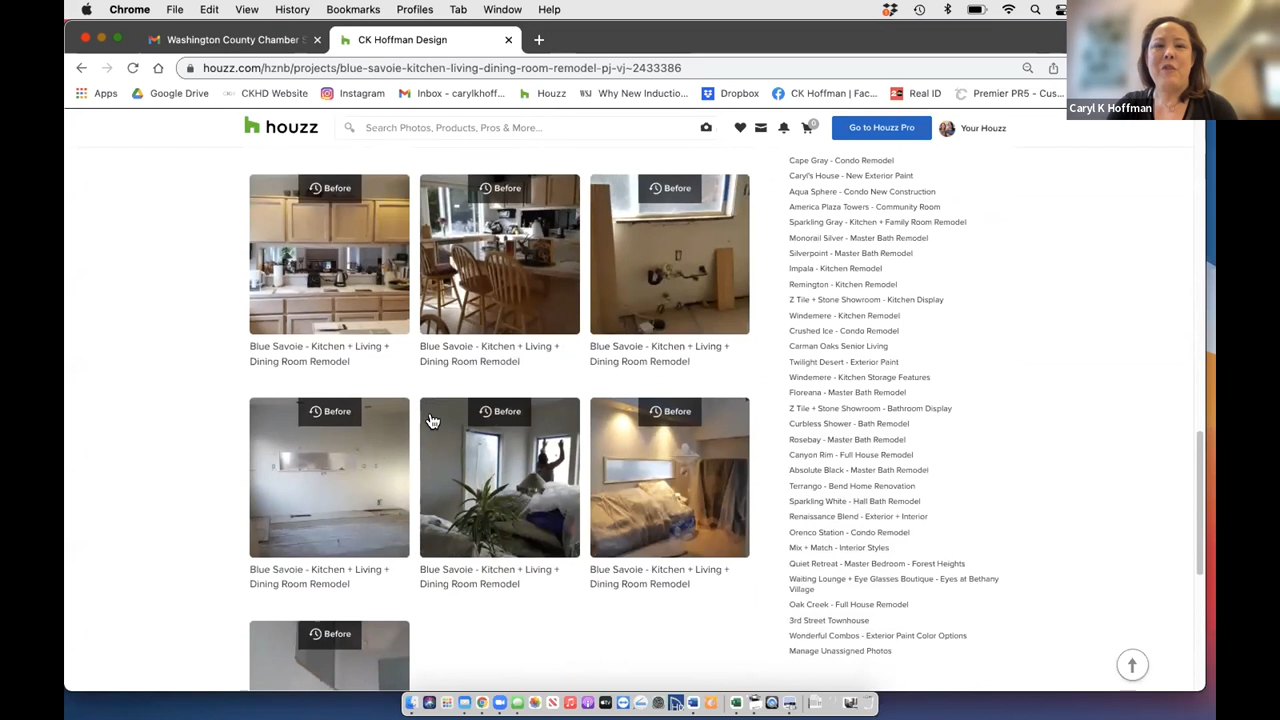 Chrome File Edit View History Bookmarks Profiles Tab Window Help
Washington County Chamber
CK Hoffman Design
houzz.com/hznb/projects/blue-savoie-kitchen-living-dining-room-remodel-pj-vj~2433386
Apps Google Drive CKHD Website Instagram Inbox - carylkhoff... Houzz WSJ Why New Inductio... Dropbox CK Hoffman | Fac... Real ID Premier PR5 - Cus...
Caryl K Hoffman
houzz
Search Photos, Products, Pros & More...
0
Go to Houzz Pro
Your Houzz
Before
Before
Before
Blue Savoie - Kitchen + Living +
Dining Room Remodel
Blue Savoie - Kitchen + Living +
Dining Room Remodel
Blue Savoie - Kitchen + Living +
Dining Room Remodel
Before
Before
Before
Blue Savoie - Kitchen + Living +
Dining Room Remodel
Blue Savoie - Kitchen + Living +
Dining Room Remodel
Blue Savoie - Kitchen + Living +
Dining Room Remodel
Before
Cape Gray - Condo Remodel
Caryl's House - New Exterior Paint
Aqua Sphere - Condo New Construction
America Plaza Towers - Community Room
Sparkling Gray - Kitchen + Family Room Remodel
Monorail Silver - Master Bath Remodel
Silverpoint - Master Bath Remodel
Impala - Kitchen Remodel
Remington - Kitchen Remodel
Z Tile + Stone Showroom - Kitchen Display
Windemere - Kitchen Remodel
Crushed Ice - Condo Remodel
Carman Oaks Senior Living
Twilight Desert - Exterior Paint
Windemere - Kitchen Storage Features
Floreana - Master Bath Remodel
Z Tile + Stone Showroom - Bathroom Display
Curbless Shower - Bath Remodel
Rosebay - Master Bath Remodel
Canyon Rim - Full House Remodel
Absolute Black - Master Bath Remodel
Terrango - Bend Home Renovation
Sparkling White - Hall Bath Remodel
Renaissance Blend - Exterior + Interior
Orenco Station - Condo Remodel
Mix + Match - Interior Styles
Quiet Retreat - Master Bedroom - Forest Heights
Waiting Lounge + Eye Glasses Boutique - Eyes at Bethany
Village
Oak Creek - Full House Remodel
3rd Street Townhouse
Wonderful Combos - Exterior Paint Color Options
Manage Unassigned Photos